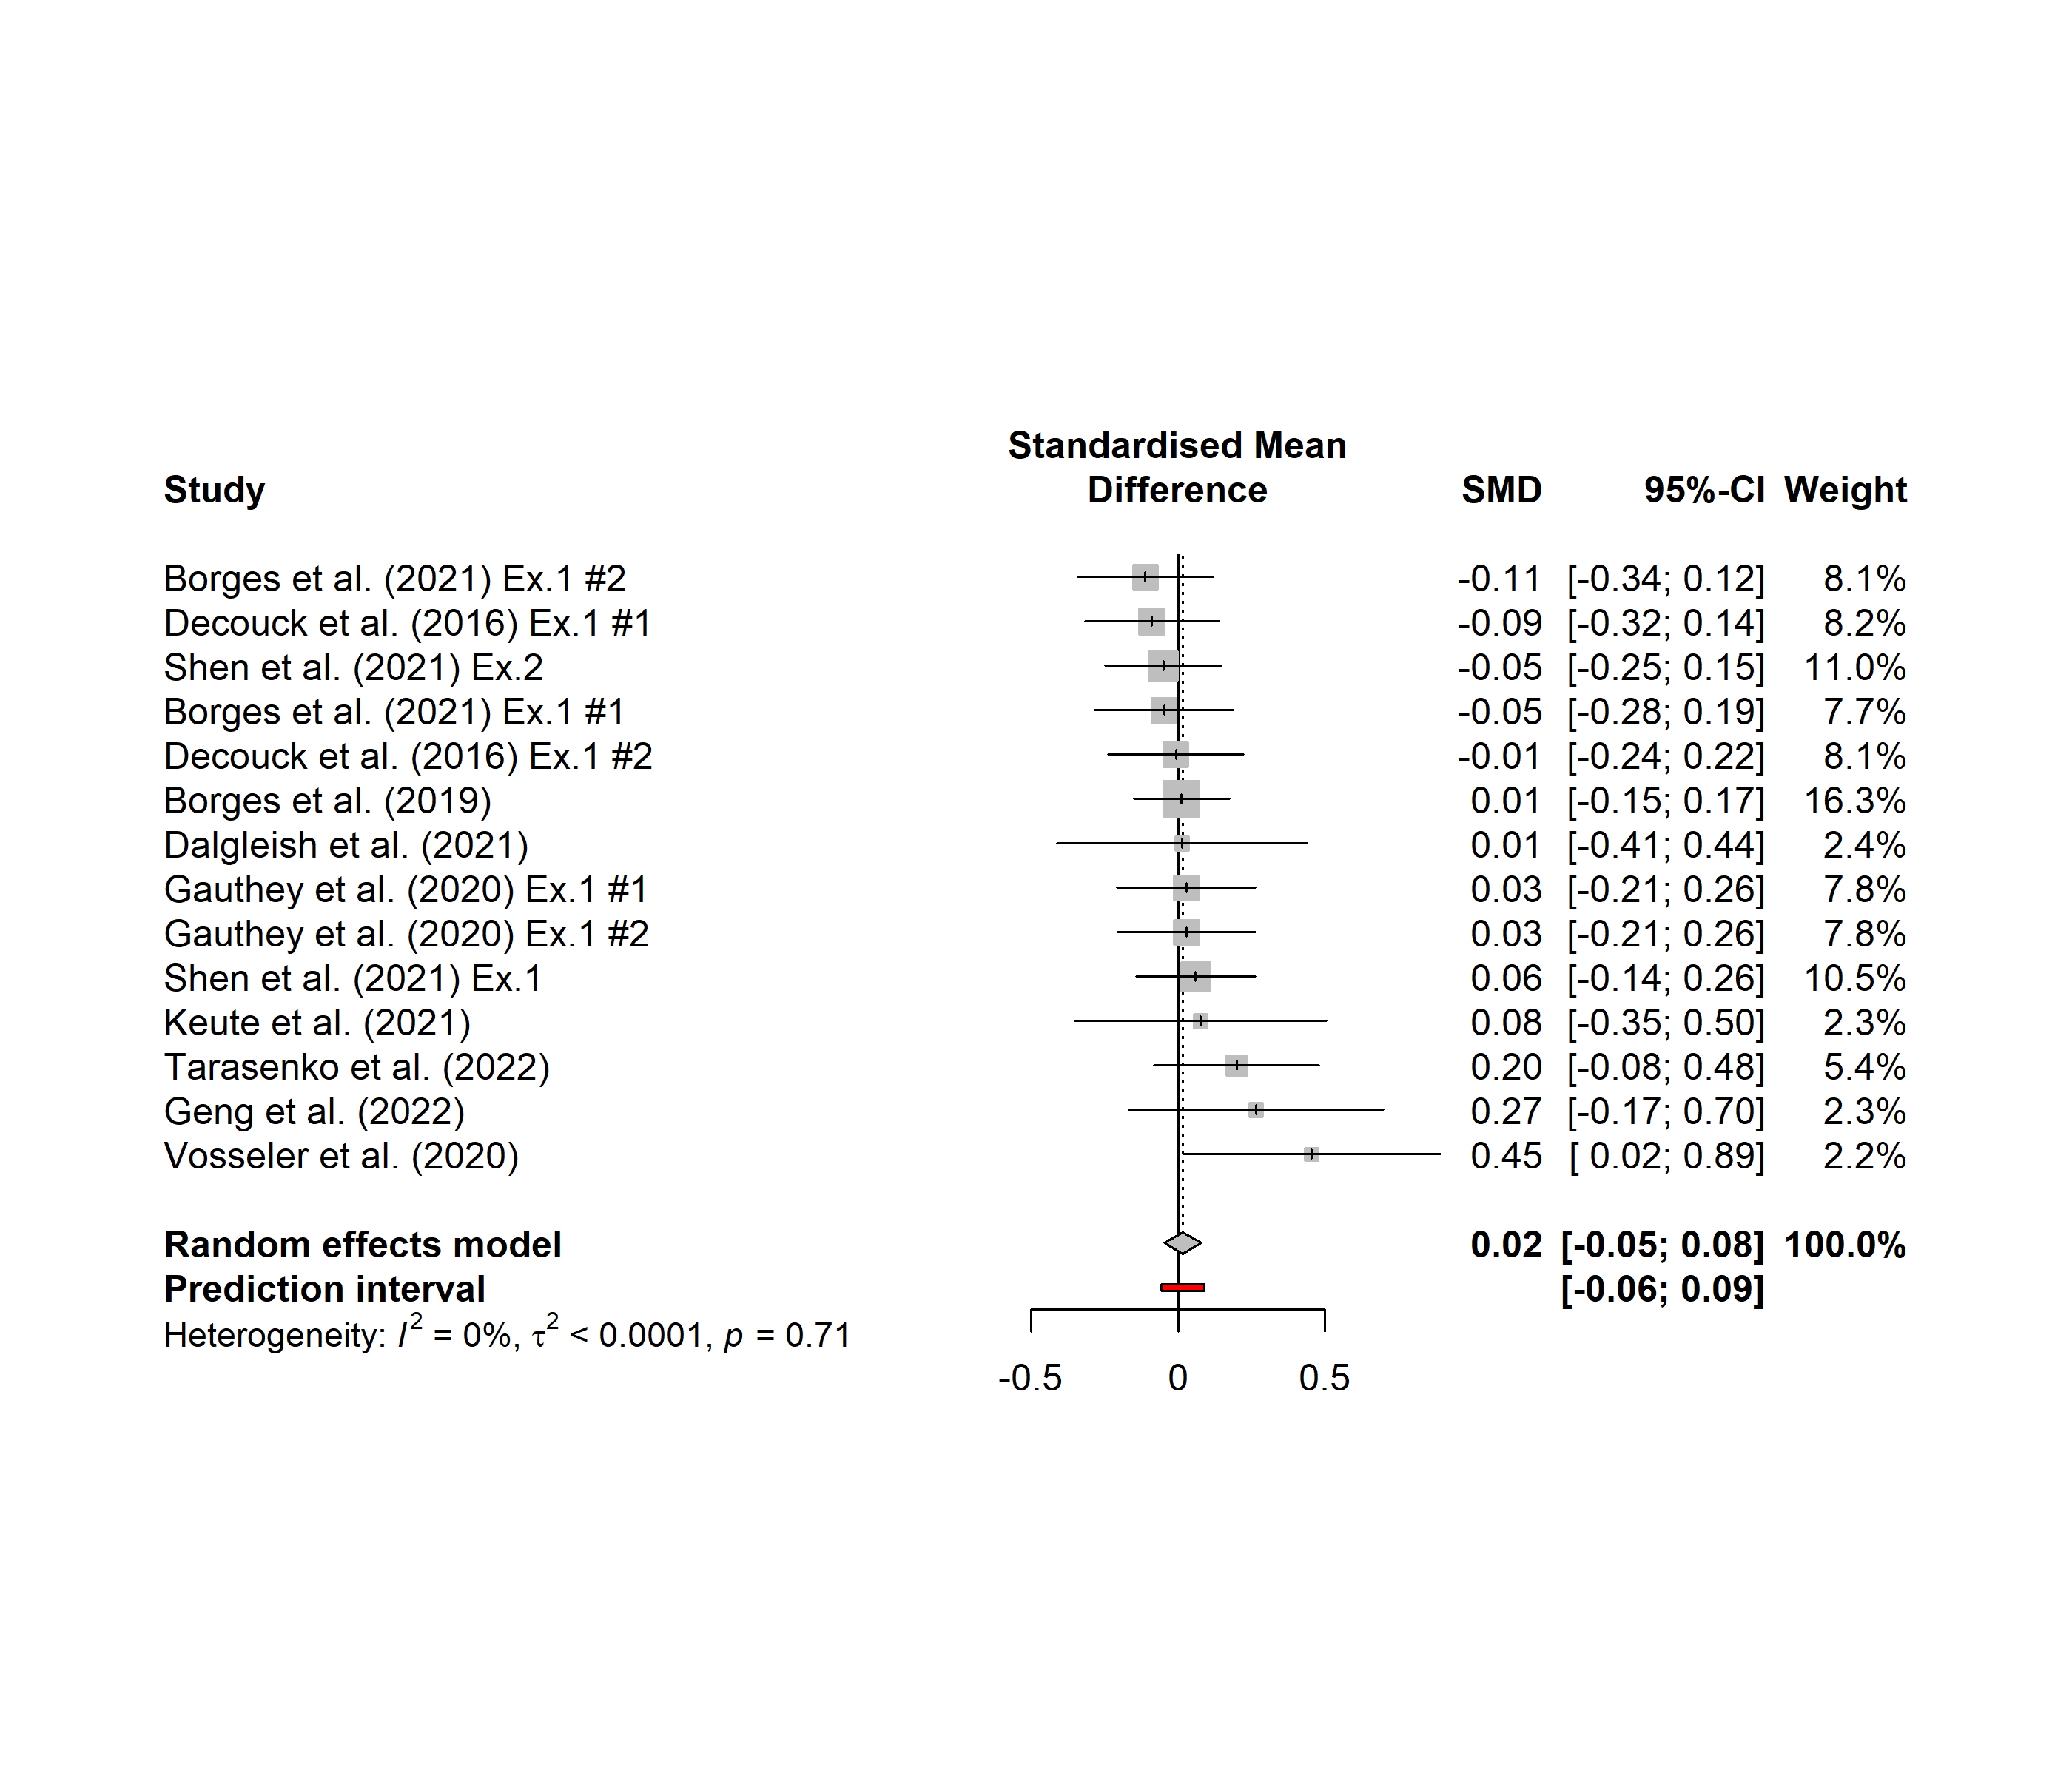 Standardised Mean
Study Difference SMD 95%-CI Weight
Borges et al. (2021) Ex.1 #2 -0.11 [-0.34; 0.12] 8.1%
Decouck et al. (2016) Ex.1 #1 -0.09 [-0.32; 0.14] 8.2%
Shen et al. (2021) Ex.2 -0.05 [-0.25; 0.15] 11.0%
Borges et al. (2021) Ex.1 #1 -0.05 [-0.28; 0.19] 7.7%
Decouck et al. (2016) Ex.1 #2 -0.01 [-0.24; 0.22] 8.1%
Borges et al. (2019) 0.01 [-0.15; 0.17] 16.3%
Dalgleish et al. (2021) 0.01 [-0.41; 0.44] 2.4%
Gauthey et al. (2020) Ex.1 #1 0.03 [-0.21; 0.26] 7.8%
Gauthey et al. (2020) Ex.1 #2 0.03 [-0.21; 0.26] 7.8%
Shen et al. (2021) Ex.1 0.06 [-0.14; 0.26] 10.5%
Keute et al. (2021) 0.08 [-0.35; 0.50] 2.3%
Tarasenko et al. (2022) 0.20 [-0.08; 0.48] 5.4%
Geng et al. (2022) 0.27 [-0.17; 0.70] 2.3%
Vosseler et al. (2020) 0.45 [ 0.02; 0.89] 2.2%
Random effects model 0.02 [-0.05; 0.08] 100.0%
Prediction interval [-0.06; 0.09]
Heterogeneity: I² = 0%, τ² < 0.0001, p = 0.71
-0.5 0 0.5